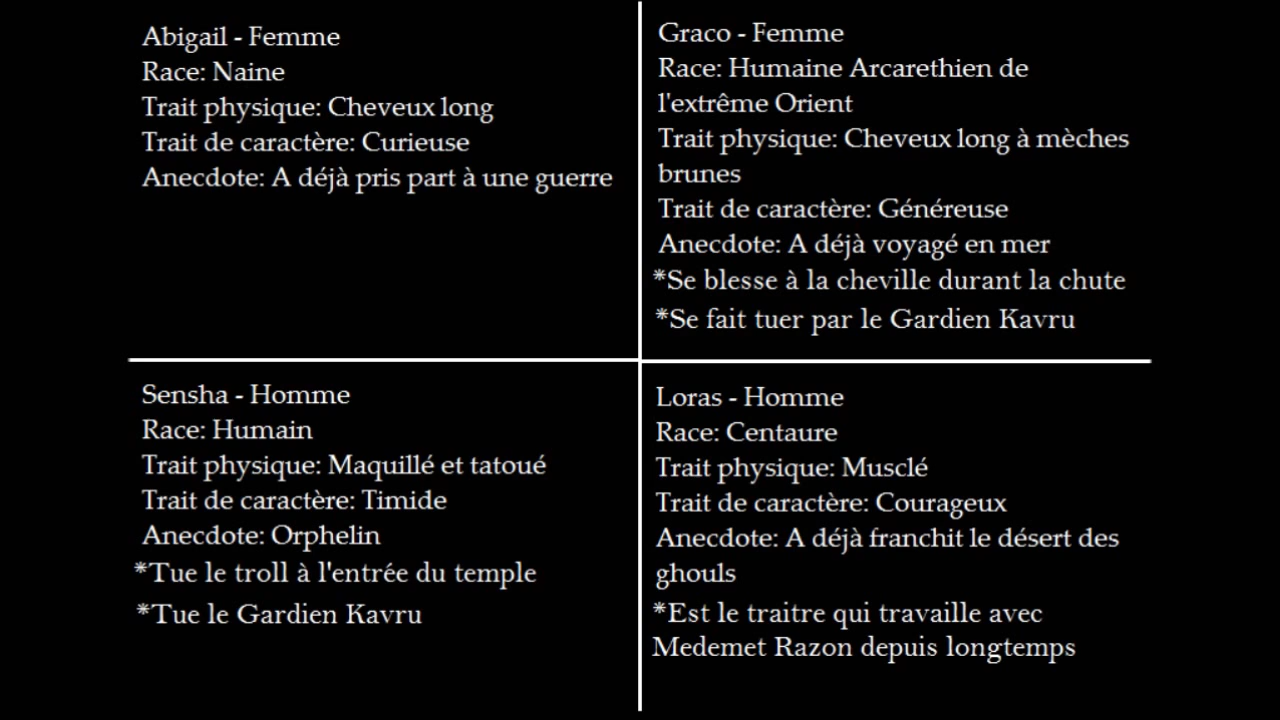 Abigail - Femme
Race: Naine
Trait physique: Cheveux long
Trait de caractère: Curieuse
Anecdote: A déjà pris part à une guerre
Graco - Femme
Race: Humaine Arcarethien de
l'extrême Orient
Trait physique: Cheveux long à mèches
brunes
Trait de caractère: Généreuse
Anecdote: A déjà voyagé en mer
*Se blesse à la cheville durant la chute
*Se fait tuer par le Gardien Kavru
Sensha - Homme
Race: Humain
Trait physique: Maquillé et tatoué
Trait de caractère: Timide
Anecdote: Orphelin
*Tue le troll à l'entrée du temple
*Tue le Gardien Kavru
Loras - Homme
Race: Centaure
Trait physique: Musclé
Trait de caractère: Courageux
Anecdote: A déjà franchit le désert des
ghouls
*Est le traitre qui travaille avec
Medemet Razon depuis longtemps